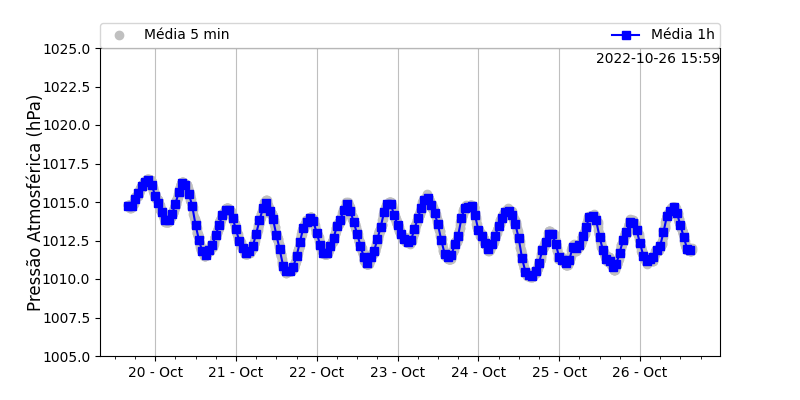 Média 5 min
Média 1h
2022-10-26 15:59
Pressão Atmosférica (hPa)
1025.0
1022.5
1020.0
1017.5
1015.0
1012.5
1010.0
1007.5
1005.0
20 - Oct
21 - Oct
22 - Oct
23 - Oct
24 - Oct
25 - Oct
26 - Oct